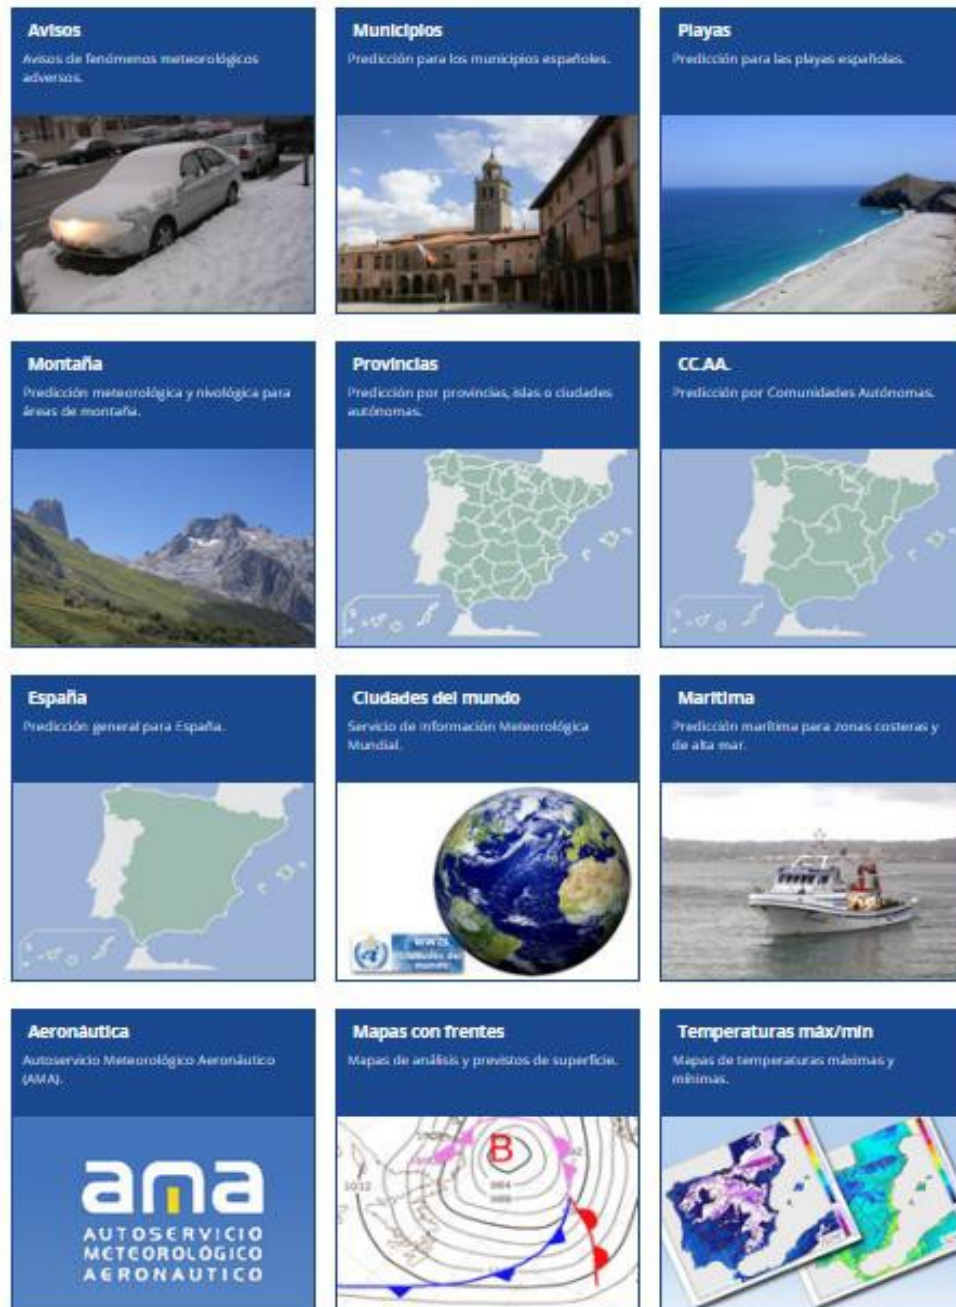 Avisos
Avisos de fenómenos meteorológicos
adversos.
Municipios
Predicción para los municipios españoles.
Playas
Predicción para las playas españolas.
Montaña
Predicción meteorológica y nivológica para
áreas de montaña.
Provincias
Predicción por provincias, islas o ciudades
autónomas.
CC.AA.
Predicción por Comunidades Autónomas.
España
Predicción general para España.
Ciudades del mundo
Servicio de Información Meteorológica
Mundial.
Marítima
Predicción marítima para zonas costeras y
de alta mar.
Aeronáutica
Autoservicio Meteorológico Aeronáutico
(AMA).
ama
AUTOSERVICIO
METEOROLÓGICO
AERONAUTICO
Mapas con frentes
Mapas de análisis y previstos de superficie.
B
1012
984
Temperaturas máx/mín
Mapas de temperaturas máximas y
mínimas.